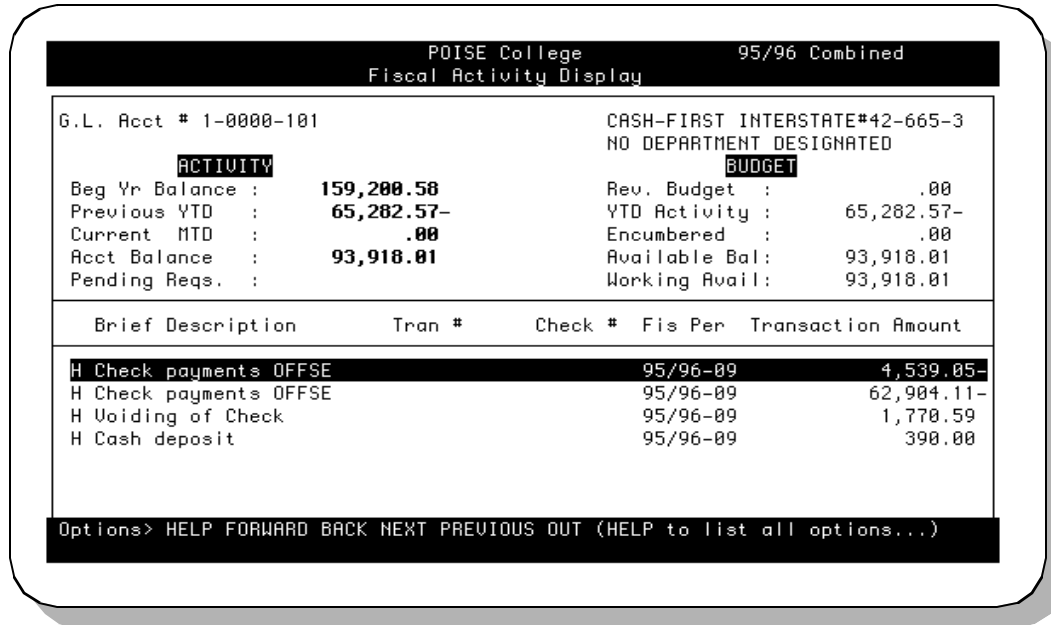 POISE College 95/96 Combined
Fiscal Activity Display
G.L. Acct # 1-0000-101 CASH-FIRST INTERSTATE#42-665-3
NO DEPARTMENT DESIGNATED
ACTIVITY BUDGET
Beg Yr Balance : 159,200.58 Rev. Budget : .00
Previous YTD : 65,282.57- YTD Activity : 65,282.57-
Current MTD : .00 Encumbered : .00
Acct Balance : 93,918.01 Available Bal: 93,918.01
Pending Reqs. : Working Avail: 93,918.01
Brief Description Tran # Check # Fis Per Transaction Amount
H Check payments OFFSE 95/96-09 4,539.05-
H Check payments OFFSE 95/96-09 62,904.11-
H Voiding of Check 95/96-09 1,770.59
H Cash deposit 95/96-09 390.00
Options> HELP FORWARD BACK NEXT PREVIOUS OUT (HELP to list all options...)